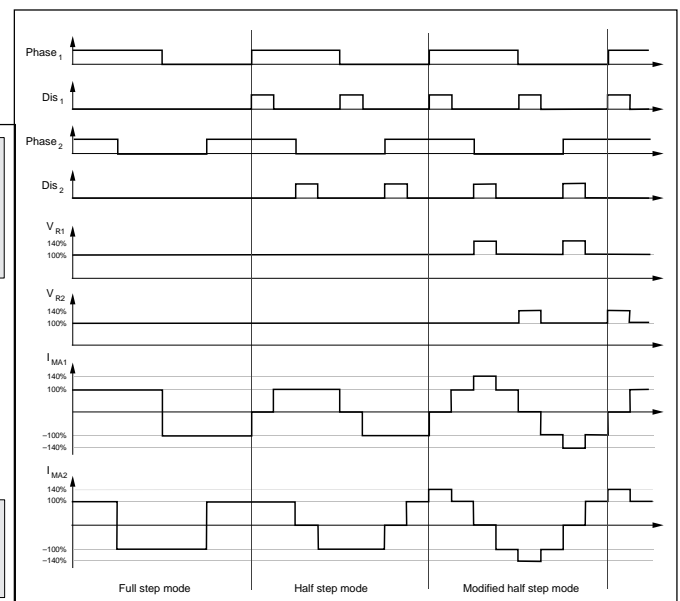 Phase 1
Dis 1
Phase 2
Dis 2
V R1
140%
100%
V R2
140%
100%
I MA1
140%
100%
–100%
–140%
I MA2
140%
100%
–100%
–140%
Full step mode Half step mode Modified half step mode